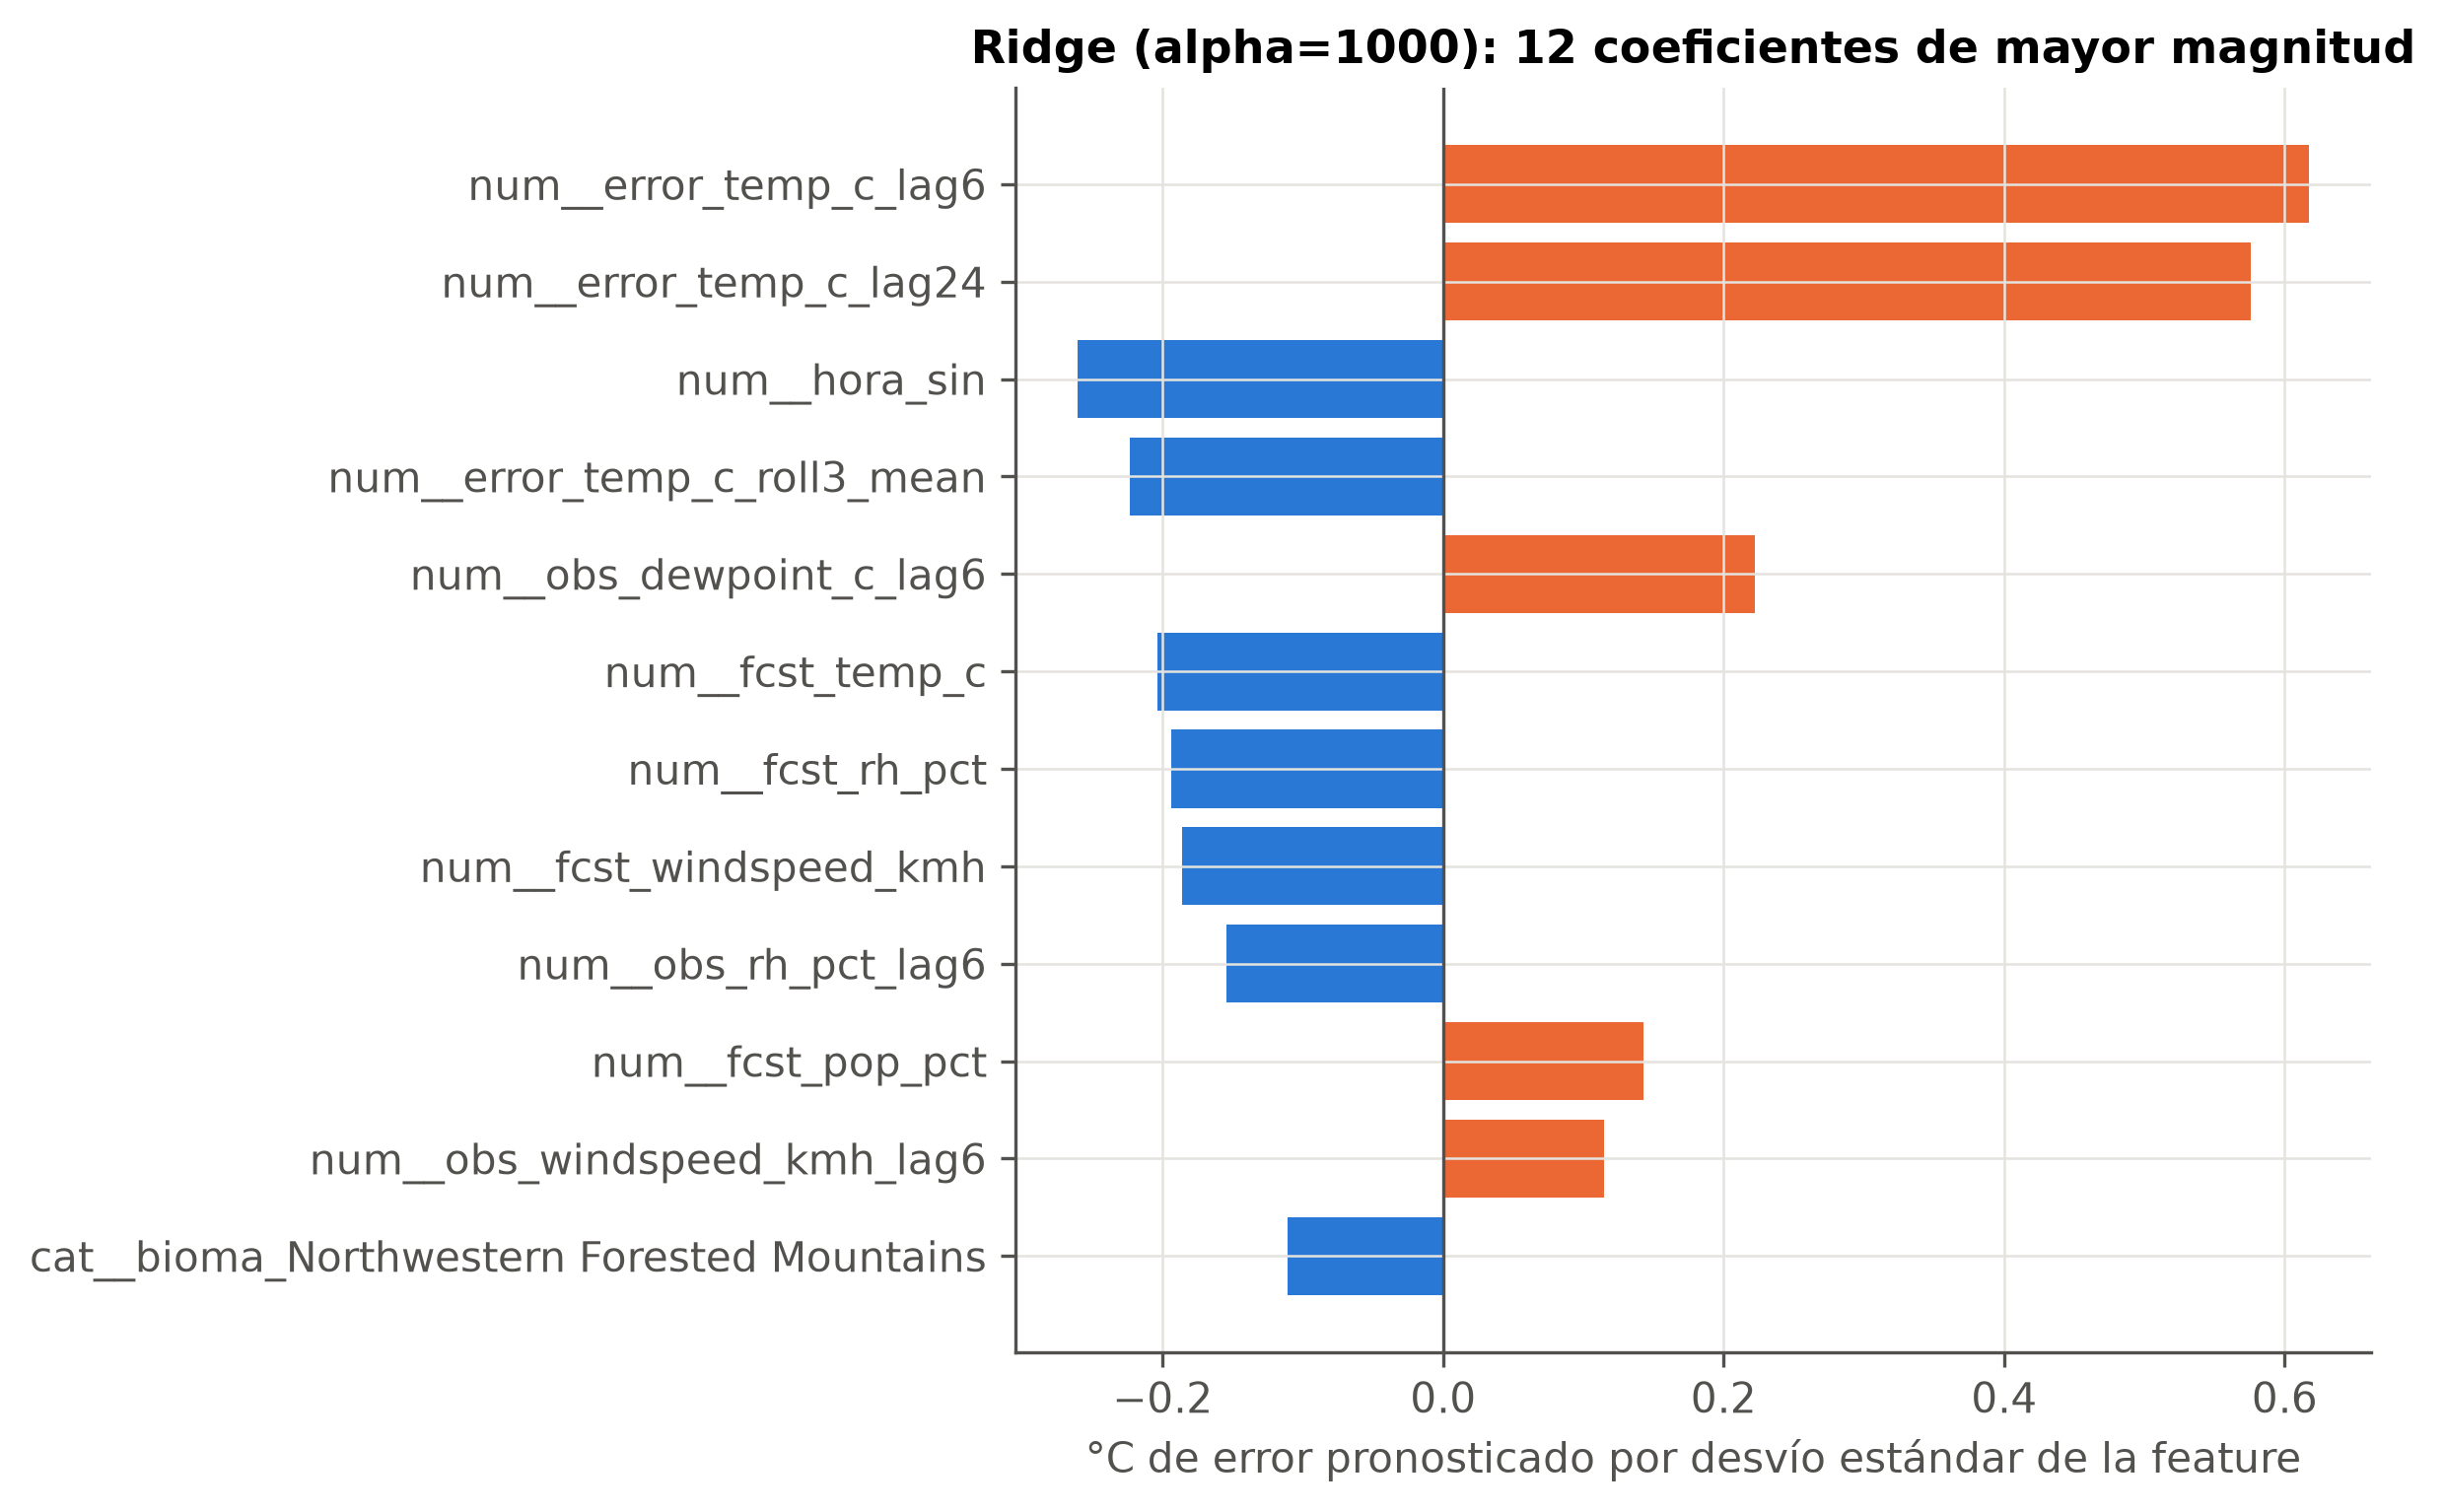 Ridge (alpha=1000): 12 coeficientes de mayor magnitud
num__error_temp_c_lag6
num__error_temp_c_lag24
num__hora_sin
num__error_temp_c_roll3_mean
num__obs_dewpoint_c_lag6
num__fcst_temp_c
num__fcst_rh_pct
num__fcst_windspeed_kmh
num__obs_rh_pct_lag6
num__fcst_pop_pct
num__obs_windspeed_kmh_lag6
cat__bioma_Northwestern Forested Mountains
−0.2 0.0 0.2 0.4 0.6
°C de error pronosticado por desvío estándar de la feature